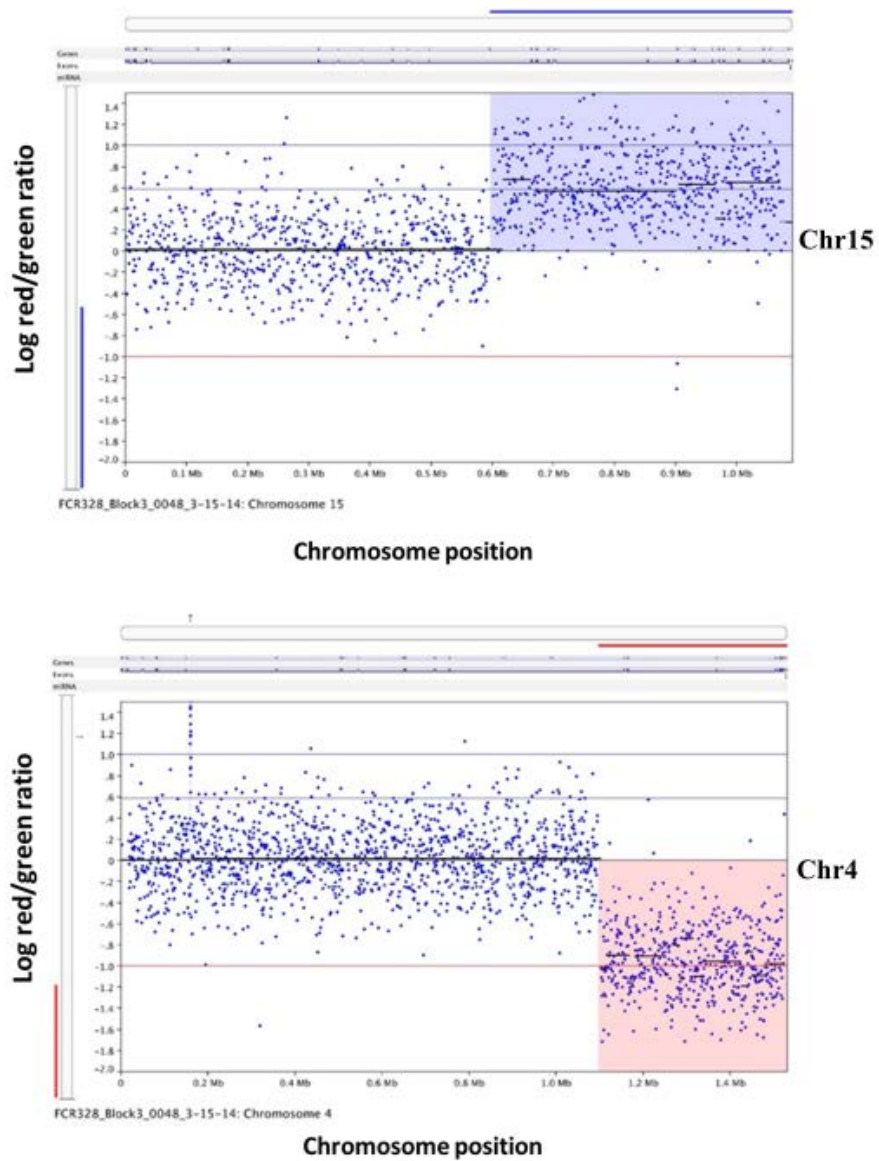 Genes
Exons
mRNA
Log red/green ratio
1.4
1.2
1.0
.8
.6
.4
.2
0
-.2
-.4
-.6
-.8
-1.0
-1.2
-1.4
-1.6
-1.8
-2.0
Chr15
0 0.1 Mb 0.2 Mb 0.3 Mb 0.4 Mb 0.5 Mb 0.6 Mb 0.7 Mb 0.8 Mb 0.9 Mb 1.0 Mb
FCR328_Block3_0048_3-15-14: Chromosome 15
Chromosome position
Genes
Exons
mRNA
Log red/green ratio
1.4
1.2
1.0
.8
.6
.4
.2
0
-.2
-.4
-.6
-.8
-1.0
-1.2
-1.4
-1.6
-1.8
-2.0
Chr4
0 0.2 Mb 0.4 Mb 0.6 Mb 0.8 Mb 1.0 Mb 1.2 Mb 1.4 Mb
FCR328_Block3_0048_3-15-14: Chromosome 4
Chromosome position